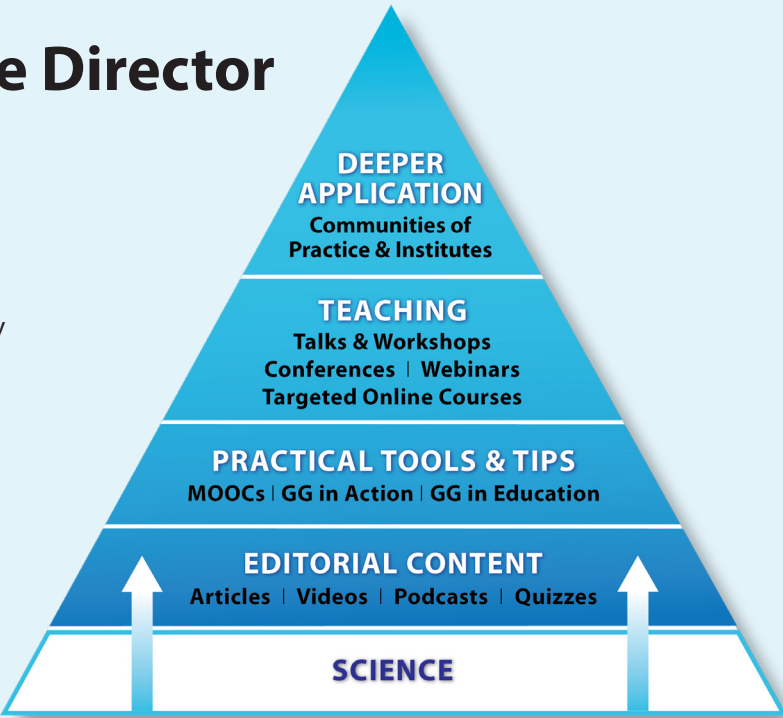 e Director
DEEPER
APPLICATION
Communities of
Practice & Institutes
TEACHING
Talks & Workshops
Conferences | Webinars
Targeted Online Courses
PRACTICAL TOOLS & TIPS
MOOCs | GG in Action | GG in Education
EDITORIAL CONTENT
Articles | Videos | Podcasts | Quizzes
SCIENCE